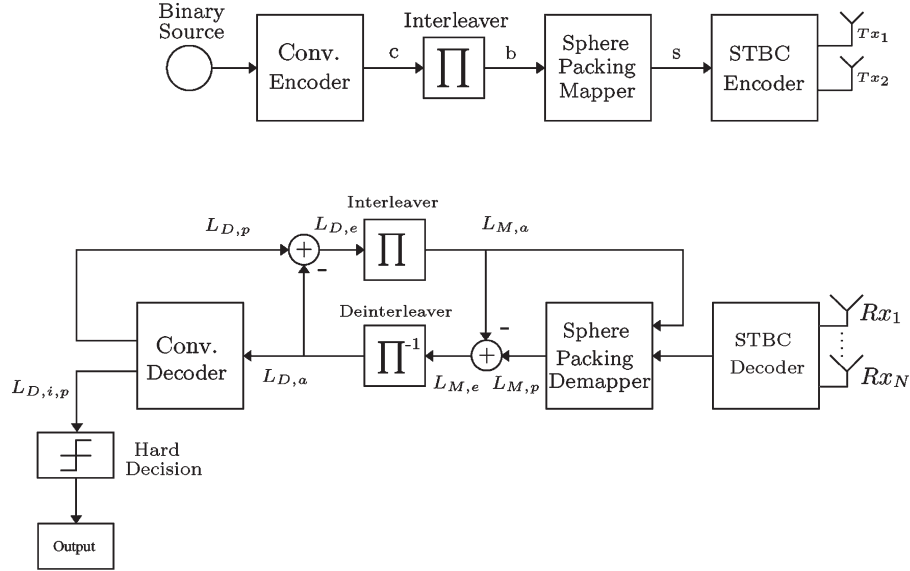 Binary
Source
Conv.
Encoder
c
Interleaver
∏
b
Sphere
Packing
Mapper
s
STBC
Encoder
Tx1
Tx2
Interleaver
L_{D,p}
+
-
L_{D,e}
∏
L_{M,a}
Deinterleaver
Conv.
Decoder
L_{D,a}
∏^{-1}
L_{M,e}
+
-
L_{M,p}
Sphere
Packing
Demapper
STBC
Decoder
Rx1
RxN
L_{D,i,p}
Hard
Decision
Output